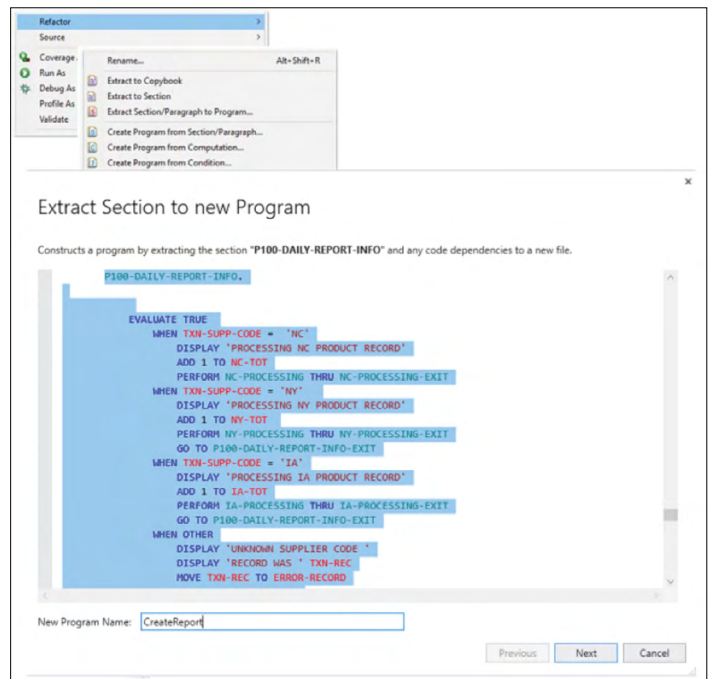 Refactor
Source
Coverage
Run As
Debug As
Profile As
Validate
Rename... Alt+Shift+R
Extract to Copybook
Extract to Section
Extract Section/Paragraph to Program...
Create Program from Section/Paragraph...
Create Program from Computation...
Create Program from Condition...
Extract Section to new Program
Constructs a program by extracting the section "P100-DAILY-REPORT-INFO" and any code dependencies to a new file.
P100-DAILY-REPORT-INFO.
EVALUATE TRUE
WHEN TXN-SUPP-CODE = 'NC'
DISPLAY 'PROCESSING NC PRODUCT RECORD'
ADD 1 TO NC-TOT
PERFORM NC-PROCESSING THRU NC-PROCESSING-EXIT
WHEN TXN-SUPP-CODE = 'NY'
DISPLAY 'PROCESSING NY PRODUCT RECORD'
ADD 1 TO NY-TOT
PERFORM NY-PROCESSING THRU NY-PROCESSING-EXIT
GO TO P100-DAILY-REPORT-INFO-EXIT
WHEN TXN-SUPP-CODE = 'IA'
DISPLAY 'PROCESSING IA PRODUCT RECORD'
ADD 1 TO IA-TOT
PERFORM IA-PROCESSING THRU IA-PROCESSING-EXIT
GO TO P100-DAILY-REPORT-INFO-EXIT
WHEN OTHER
DISPLAY 'UNKNOWN SUPPLIER CODE '
DISPLAY 'RECORD WAS ' TXN-REC
MOVE TXN-REC TO ERROR-RECORD
New Program Name: CreateReport
Previous Next Cancel